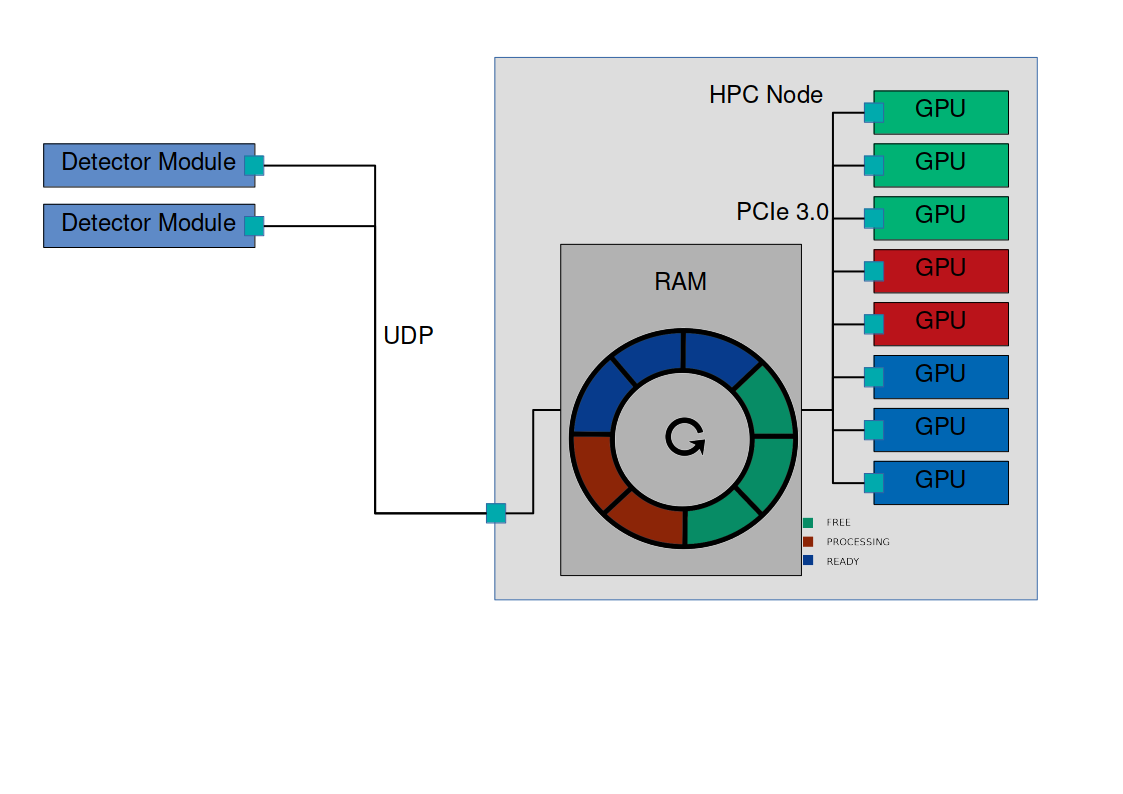 HPC Node
GPU
Detector Module
GPU
Detector Module
PCIe 3.0
GPU
RAM
GPU
UDP
GPU
GPU
GPU
GPU
FREE
PROCESSING
READY